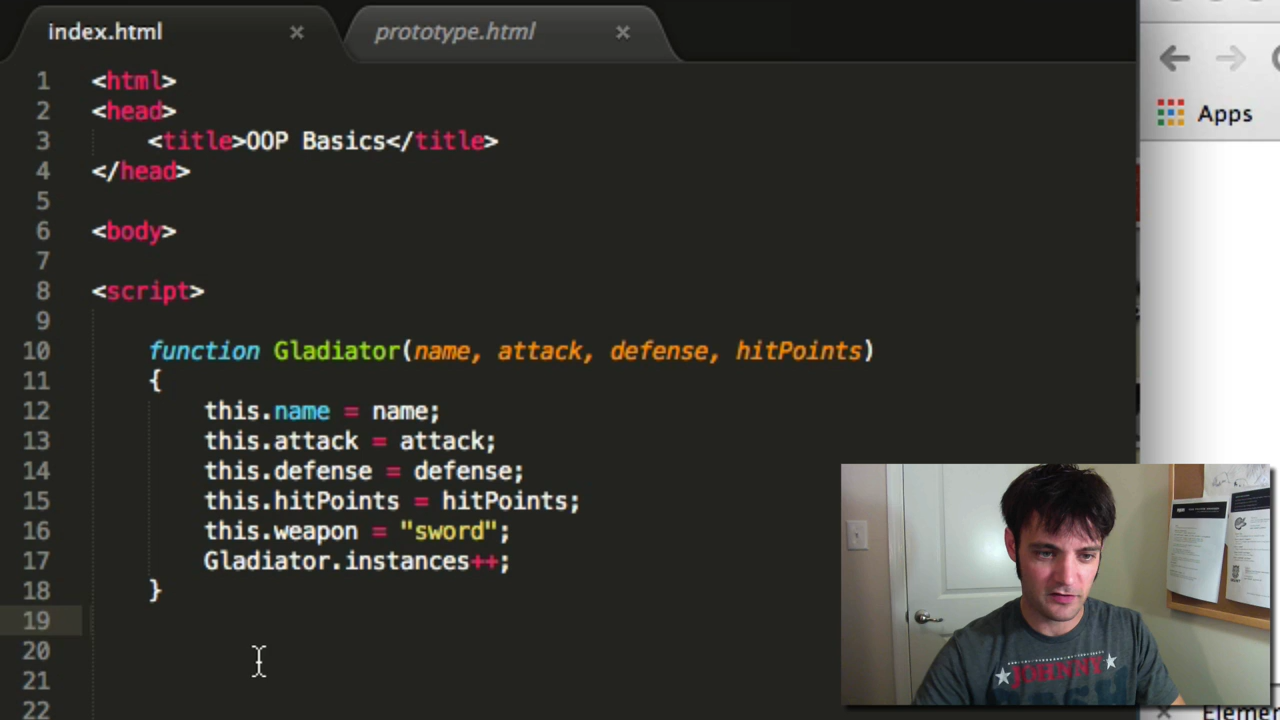 index.html × prototype.html ×
1 <html>
2 <head>
3 <title>OOP Basics</title>
4 </head>
5
6 <body>
7
8 <script>
9
10 function Gladiator(name, attack, defense, hitPoints)
11 {
12 this.name = name;
13 this.attack = attack;
14 this.defense = defense;
15 this.hitPoints = hitPoints;
16 this.weapon = "sword";
17 Gladiator.instances++;
18 }
19
20
21
22
Apps
JOHNNY
Elemen